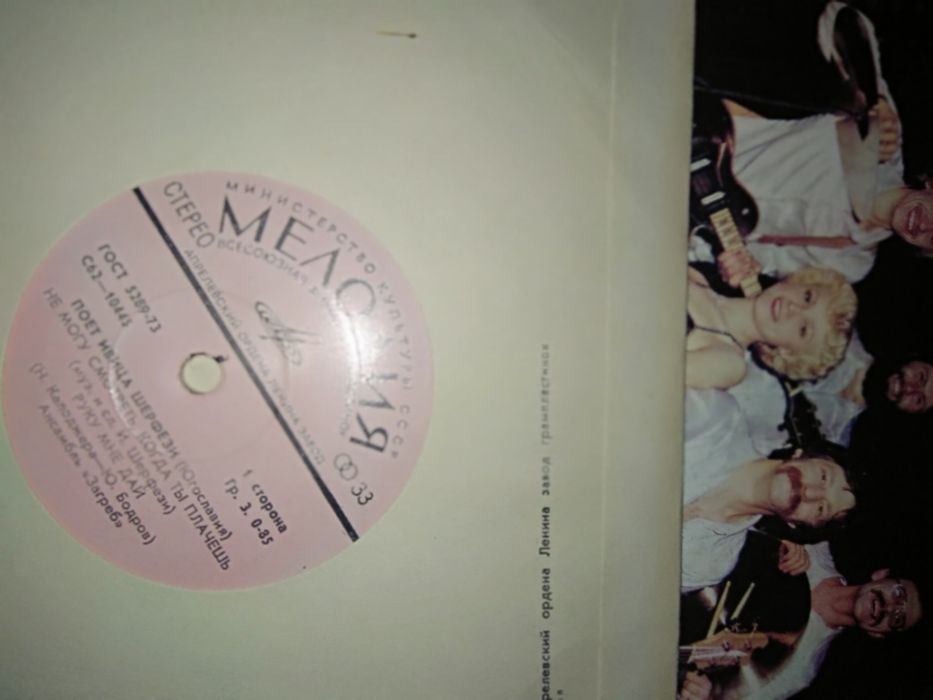 МИНИСТЕРСТВО КУЛЬТУРЫ СССР
МЕЛОДИЯ
ВСЕСОЮЗНАЯ
АПРЕЛЕВСКИЙ ОРДЕНА ЛЕНИНА ЗАВОД
СТЕРЕО
33
ГОСТ 5289-73
С62—10443
1 сторона
гр. 3. 0-85
ПОЕТ ИВИЦА ШЕРФЕЗИ (Югославия)
НЕ МОГУ СМОТРЕТЬ, КОГДА ТЫ ПЛАЧЕШЬ
(муз. и сл. И. Шерфези)
РУКУ МНЕ ДАЙ
(Н. Калоджера—Ю. Бодров)
Ансамбль «Загреб»
релевский ордена Ленина завод грампластинок